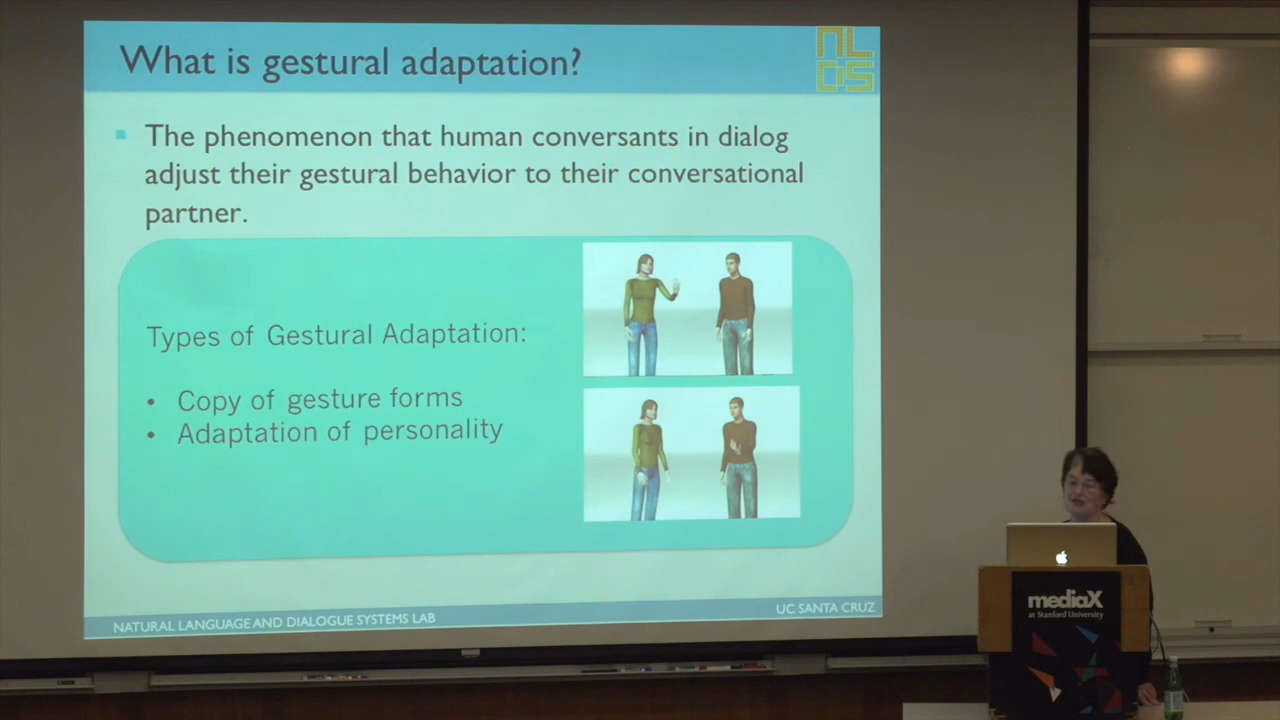 What is gestural adaptation?
NLDS
The phenomenon that human conversants in dialog
adjust their gestural behavior to their conversational
partner.
Types of Gestural Adaptation:
• Copy of gesture forms
• Adaptation of personality
NATURAL LANGUAGE AND DIALOGUE SYSTEMS LAB
UC SANTA CRUZ
mediaX
at Stanford University